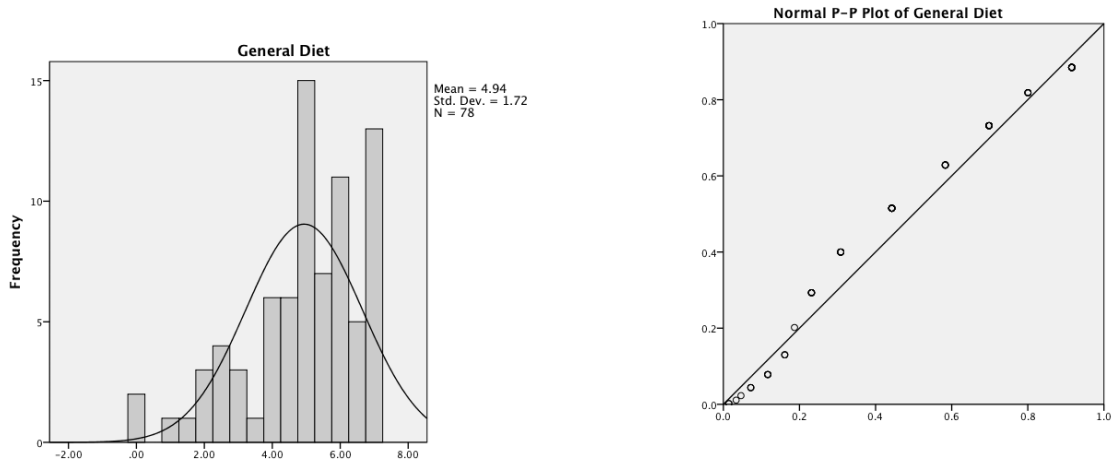 General Diet
Mean = 4.94
Std. Dev. = 1.72
N = 78
Frequency
15
10
5
0
-2.00 .00 2.00 4.00 6.00 8.00
Normal P-P Plot of General Diet
1.0
0.8
0.6
0.4
0.2
0.0
0.0 0.2 0.4 0.6 0.8 1.0